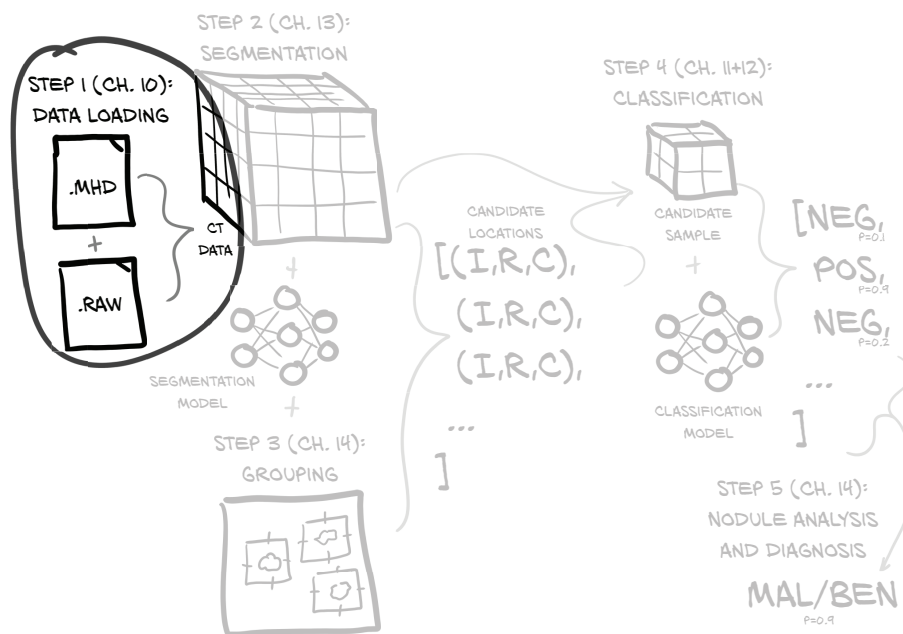 STEP 1 (CH. 10):
DATA LOADING
.MHD
+
.RAW
CT
DATA
STEP 2 (CH. 13):
SEGMENTATION
+
SEGMENTATION
MODEL
+
STEP 3 (CH. 14):
GROUPING
CANDIDATE
LOCATIONS
[(I,R,C),
(I,R,C),
(I,R,C),
...
]
STEP 4 (CH. 11+12):
CLASSIFICATION
CANDIDATE
SAMPLE
+
CLASSIFICATION
MODEL
[NEG,
P=0.1
POS,
P=0.9
NEG,
P=0.2
...
]
STEP 5 (CH. 14):
NODULE ANALYSIS
AND DIAGNOSIS
MAL/BEN
P=0.9